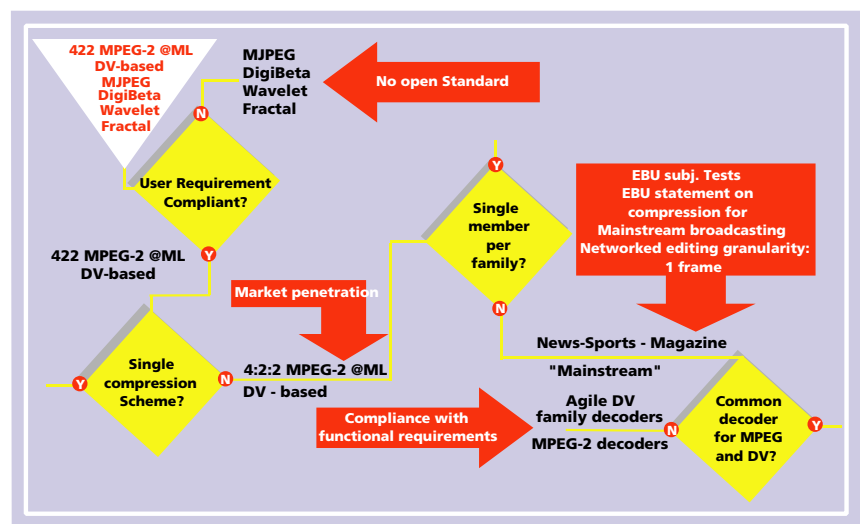 422 MPEG-2 @ML
DV-based
MJPEG
DigiBeta
Wavelet
Fractal
MJPEG
DigiBeta
Wavelet
Fractal
No open Standard
N
User Requirement
Compliant?
Y
422 MPEG-2 @ML
DV-based
Market penetration
Single
compression
Scheme?
Y
N
4:2:2 MPEG-2 @ML
DV - based
Y
Single
member
per
family?
N
EBU subj. Tests
EBU statement on
compression for
Mainstream broadcasting
Networked editing granularity:
1 frame
News-Sports - Magazine
"Mainstream"
Compliance with
functional requirements
Agile DV
family decoders
N
MPEG-2 decoders
Common
decoder
for MPEG
and DV?
Y